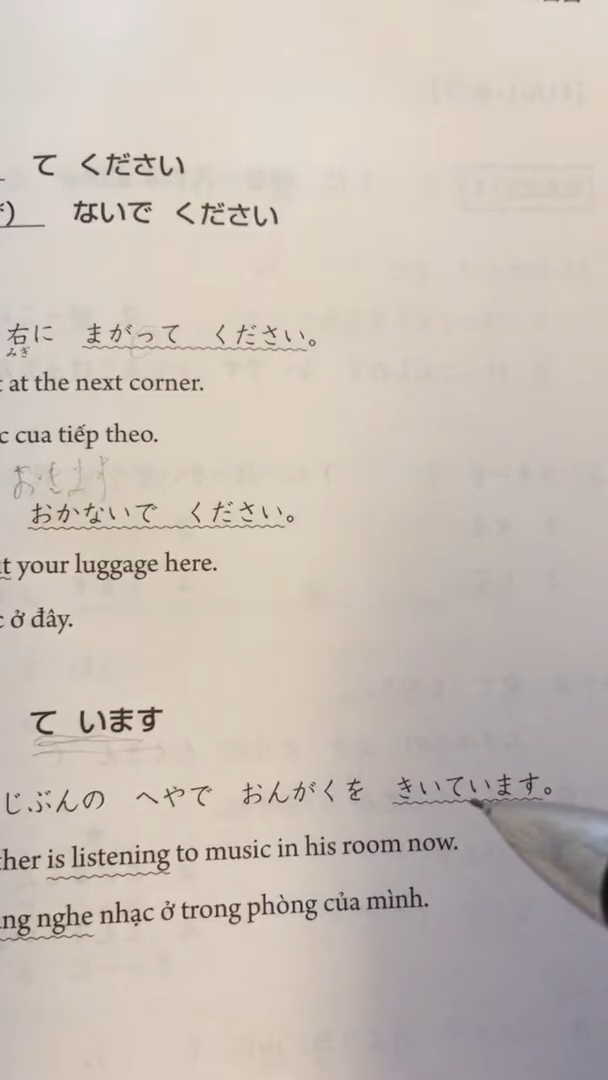 て ください
ないで ください
右に まがって ください。
みぎ
at the next corner.
cua tiếp theo.
おきます
おかないで ください。
your luggage here.
ở đây.
て います
じぶんの へやで おんがくを きいています。
is listening to music in his room now.
nghe nhạc ở trong phòng của mình.